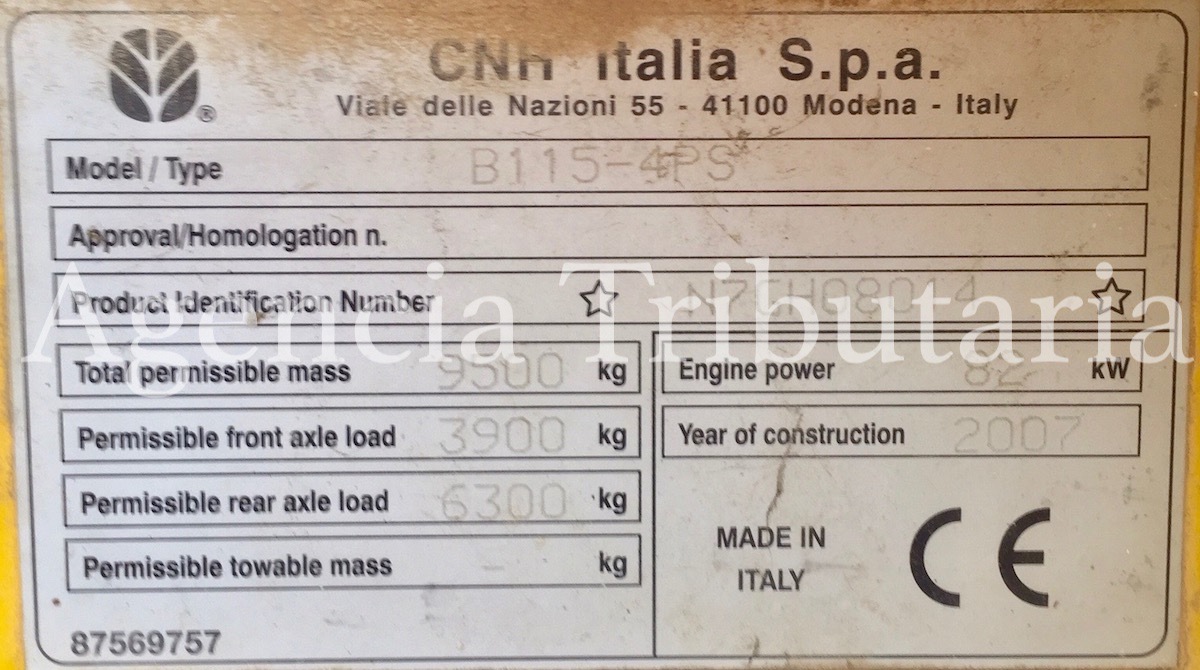 CNH Italia S.p.a.
®
Viale delle Nazioni 55 - 41100 Modena - Italy
Model / Type B115-4PS
Approval/Homologation n.
Agencia Tributaria
Product Identification Number
Total permissible mass 9500 kg
Engine power 82 kW
Permissible front axle load 3900 kg
Year of construction 2007
Permissible rear axle load 6300 kg
Permissible towable mass - kg
MADE IN
ITALY
CE
87569757